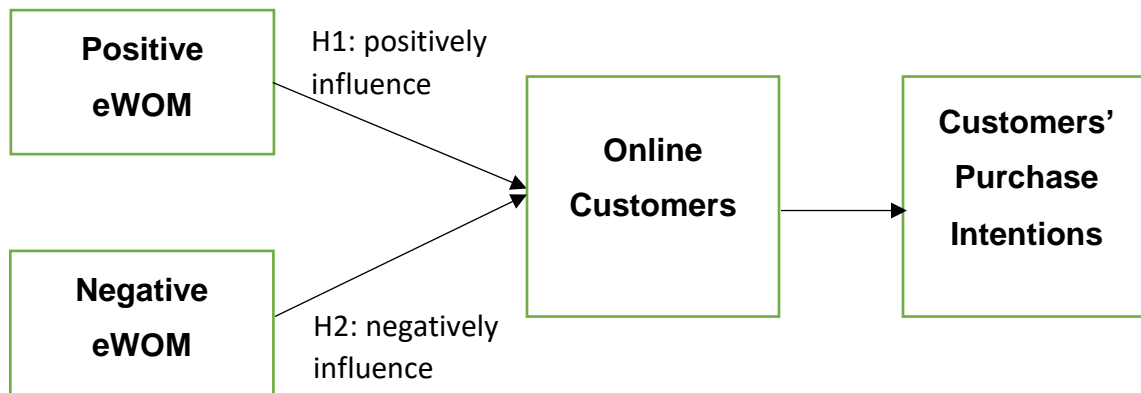 Positive
eWOM
H1: positively
influence
Online
Customers
Customers’
Purchase
Intentions
Negative
eWOM
H2: negatively
influence